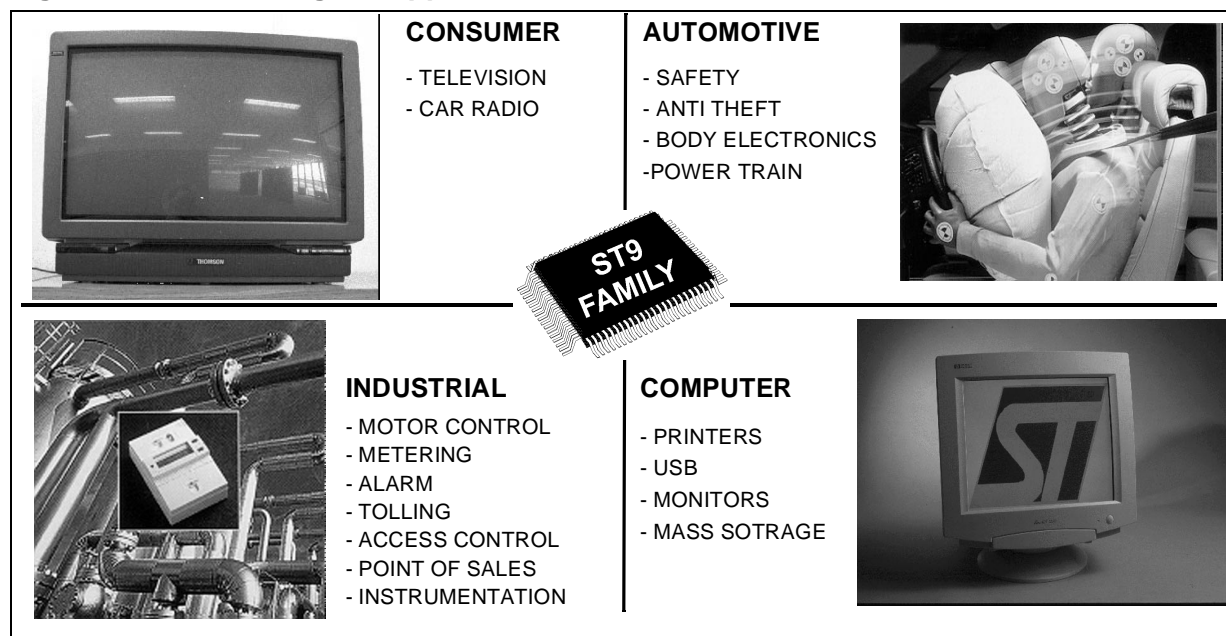 CONSUMER
- TELEVISION
- CAR RADIO
AUTOMOTIVE
- SAFETY
- ANTI THEFT
- BODY ELECTRONICS
-POWER TRAIN
THOMSON
ST9
FAMILY
INDUSTRIAL
- MOTOR CONTROL
- METERING
- ALARM
- TOLLING
- ACCESS CONTROL
- POINT OF SALES
- INSTRUMENTATION
COMPUTER
- PRINTERS
- USB
- MONITORS
- MASS SOTRAGE
ST